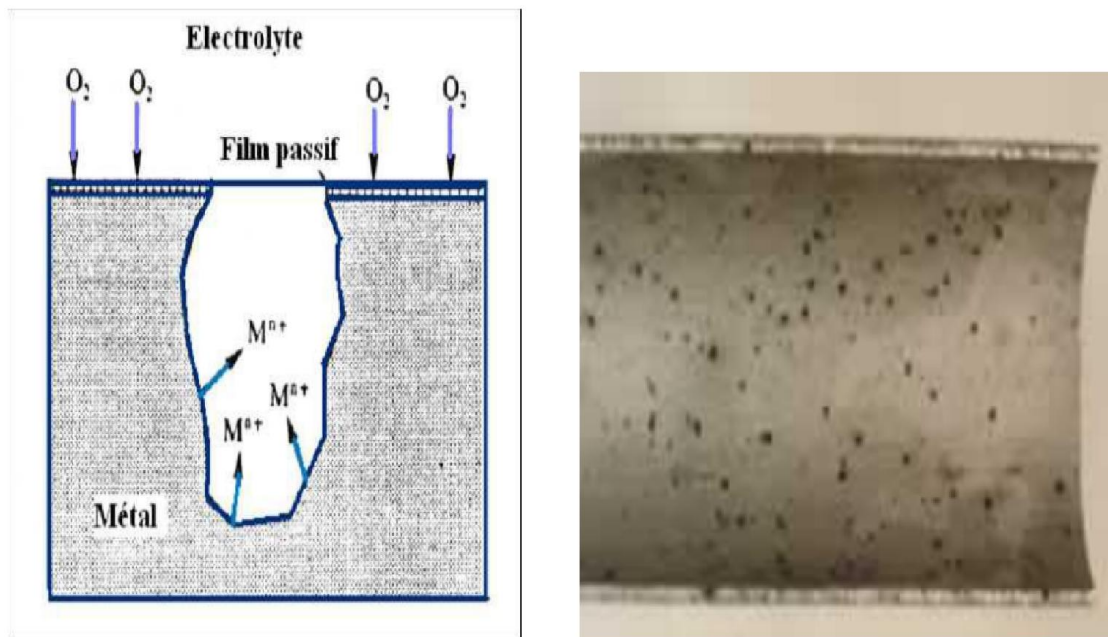 Electrolyte
O₂ O₂ O₂ O₂
Film passif
Mⁿ⁺
Mⁿ⁺
Mⁿ⁺
Métal